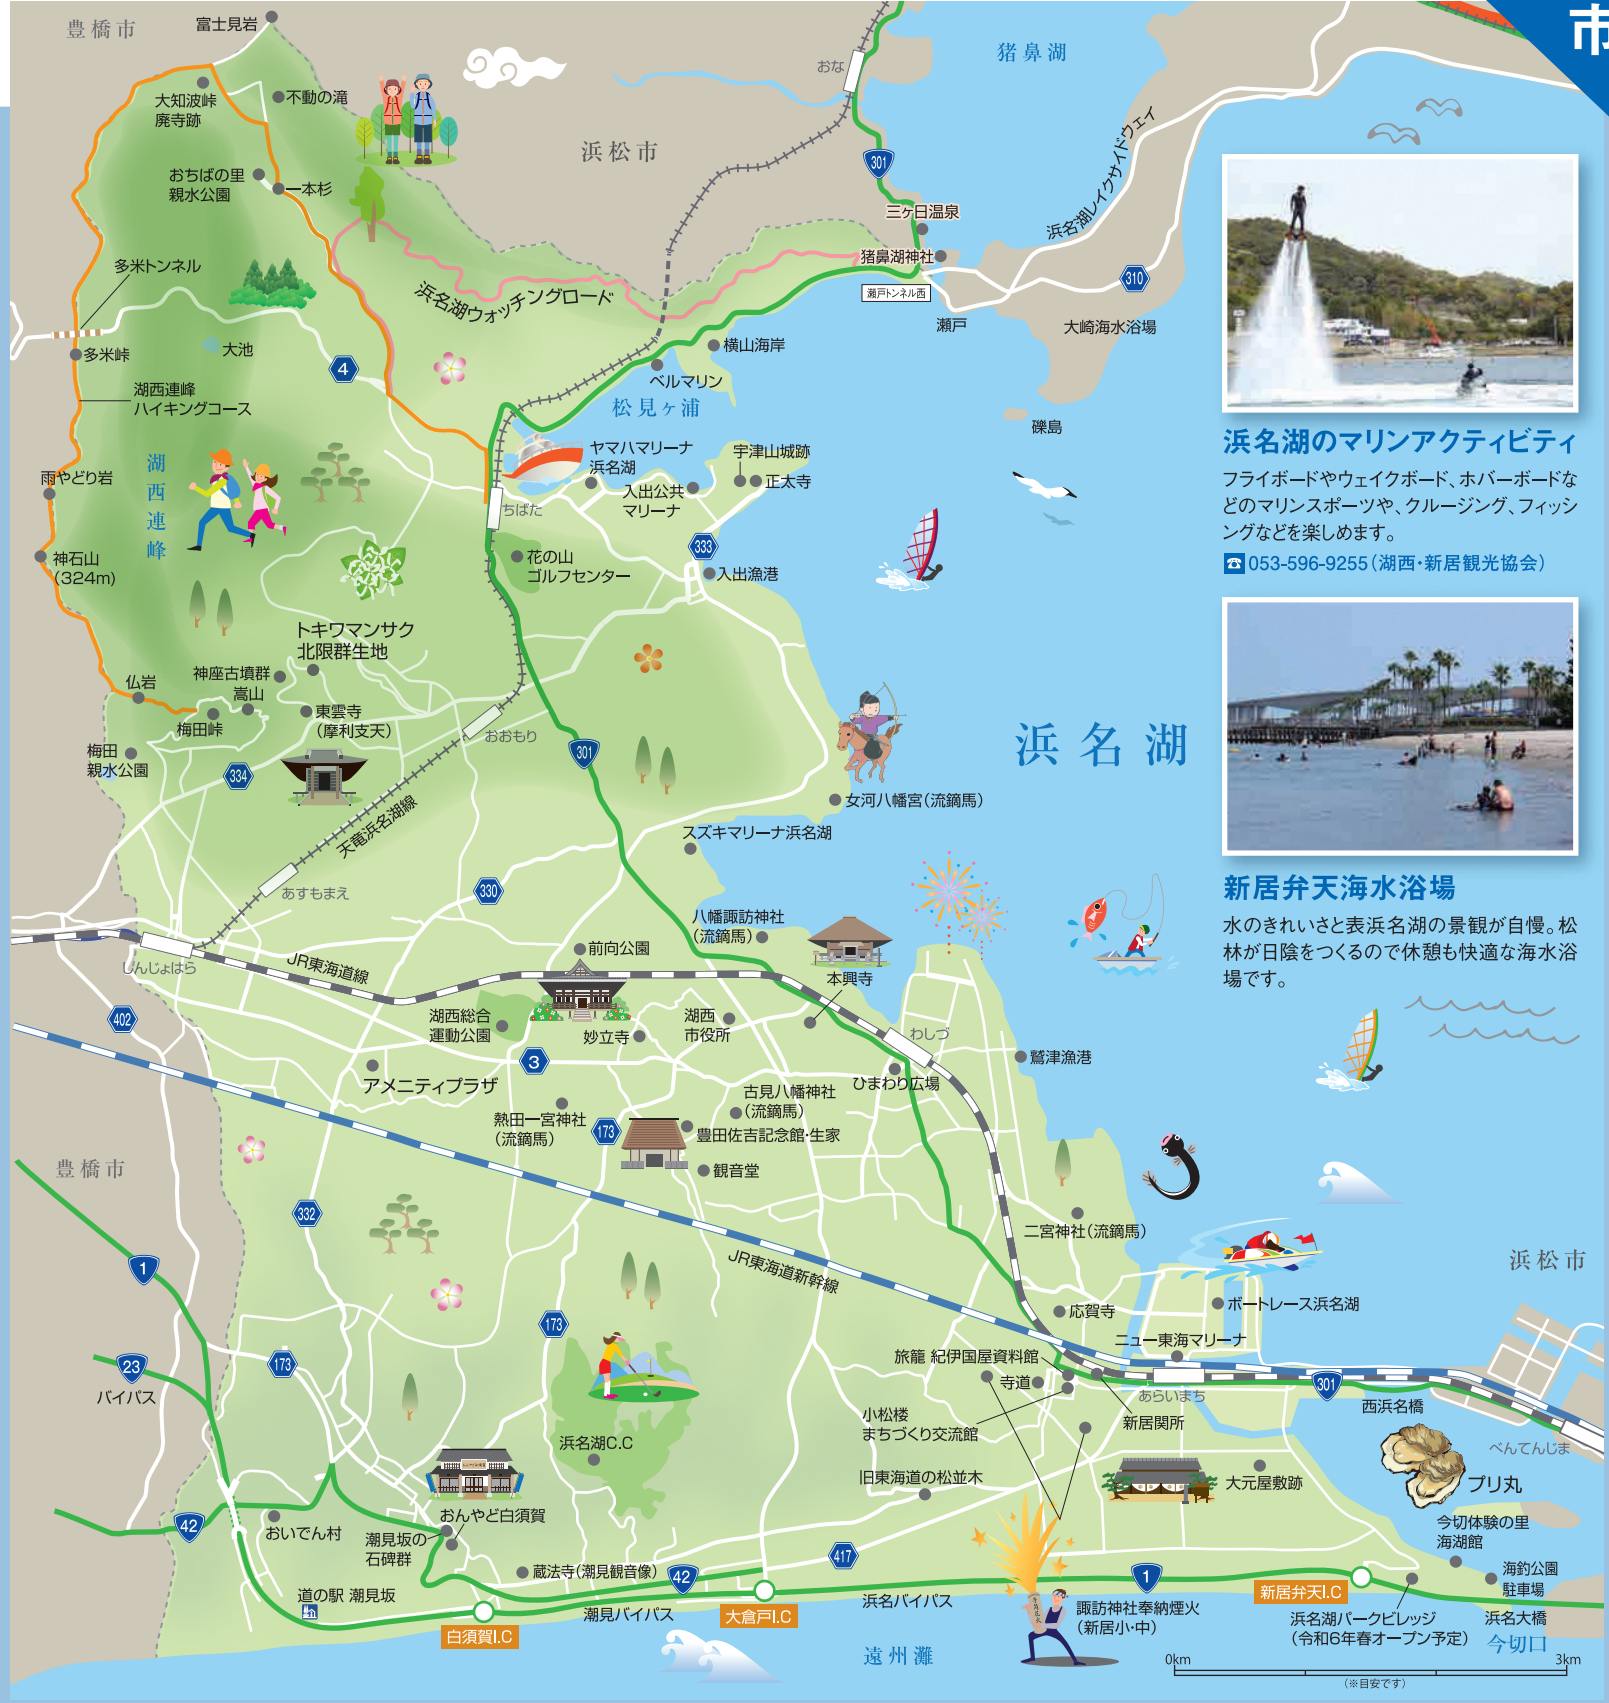 市
豊橋市
富士見岩
猪鼻湖
おな
大知波峠
廃寺跡
不動の滝
浜松市
301
浜名湖レイクサイドウェイ
おちばの里
親水公園
一本杉
三ヶ日温泉
猪鼻湖神社
多米トンネル
浜名湖ウォッチングロード
瀬戸トンネル西
310
瀬戸
大崎海水浴場
多米峠
大池
4
横山海岸
ベルマリン
湖西連峰
ハイキングコース
松見ヶ浦
礫島
浜名湖のマリンアクティビティ
フライボードやウェイクボード、ホバーボードな
どのマリンスポーツや、クルージング、フィッシ
ングなどを楽しめます。
053-596-9255（湖西・新居観光協会）
湖西連峰
雨やどり岩
ヤマハマリーナ
浜名湖
宇津山城跡
正太寺
入出公共
マリーナ
ちばた
神石山
（324m）
花の山
ゴルフセンター
333
入出漁港
トキワマンサク
北限群生地
神座古墳群
嵩山
仏岩
梅田峠
東雲寺
（摩利支天）
おおもり
梅田
親水公園
334
301
浜名湖
女河八幡宮（流鏑馬）
天竜浜名湖線
スズキマリーナ浜名湖
あすもまえ
330
新居弁天海水浴場
水のきれいさと表浜名湖の景観が自慢。松
林が日陰をつくるので休憩も快適な海水浴
場です。
八幡諏訪神社
（流鏑馬）
前向公園
しんじょはら
JR東海道線
本興寺
402
湖西総合
運動公園
妙立寺
湖西
市役所
わしづ
3
鷲津漁港
アメニティプラザ
ひまわり広場
熱田一宮神社
（流鏑馬）
173
古見八幡神社
（流鏑馬）
豊田佐吉記念館・生家
観音堂
豊橋市
332
二宮神社（流鏑馬）
JR東海道新幹線
1
浜松市
173
応賀寺
ボートレース浜名湖
ニュー東海マリーナ
23
バイパス
173
旅籠 紀伊国屋資料館
寺道
あらいまち
301
西浜名橋
小松楼
まちづくり交流館
新居関所
浜名湖C.C
べんてんじま
旧東海道の松並木
大元屋敷跡
プリ丸
42
おいでん村
おんやど白須賀
潮見坂の
石碑群
今切体験の里
海湖館
417
蔵法寺（潮見観音像）
42
1
海釣公園
駐車場
道の駅 潮見坂
白須賀I.C
潮見バイパス
大倉戸I.C
浜名バイパス
諏訪神社奉納煙火
（新居小・中）
新居弁天I.C
浜名湖パークビレッジ
（令和6年春オープン予定）
浜名大橋
今切口
遠州灘
0km
3km
（※目安です）